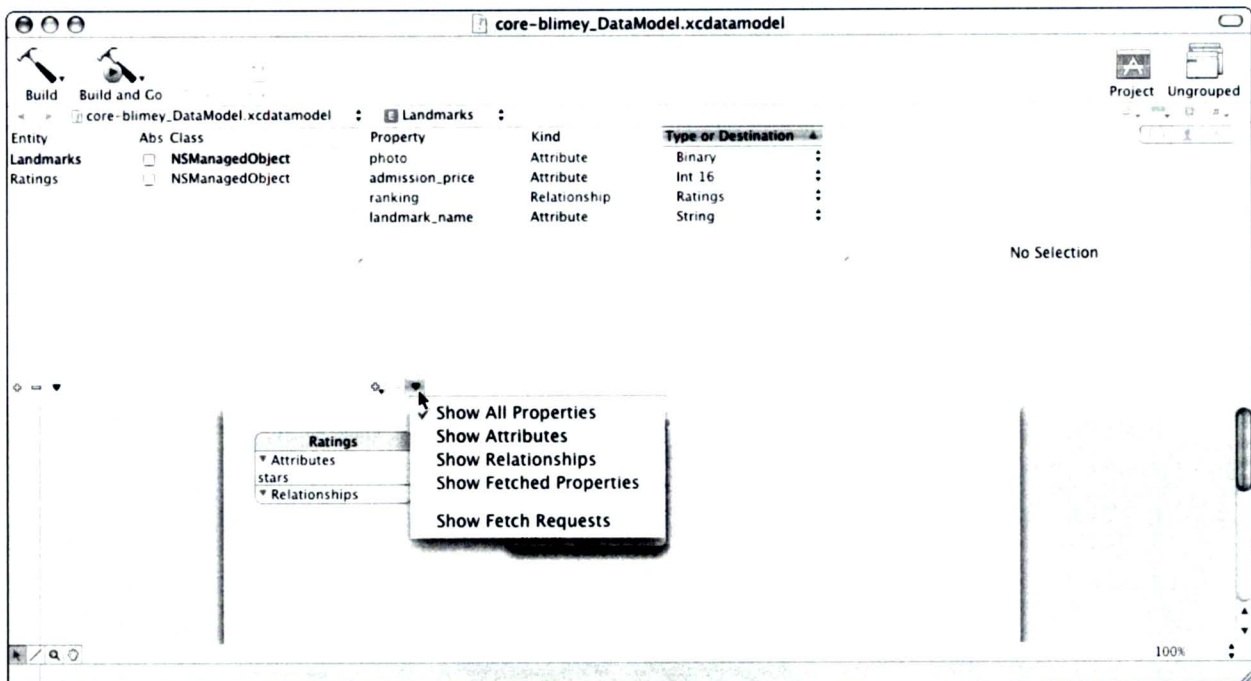 core-blimey_DataModel.xcdatamodel
Build
Build and Go
Project
Ungrouped
core-blimey_DataModel.xcdatamodel
Landmarks
Entity
Abs
Class
Property
Kind
Type or Destination
Landmarks
NSManagedObject
photo
Attribute
Binary
Ratings
NSManagedObject
admission_price
Attribute
Int 16
ranking
Relationship
Ratings
landmark_name
Attribute
String
No Selection
Show All Properties
Show Attributes
Show Relationships
Show Fetched Properties
Show Fetch Requests
Ratings
Attributes
stars
Relationships
100%